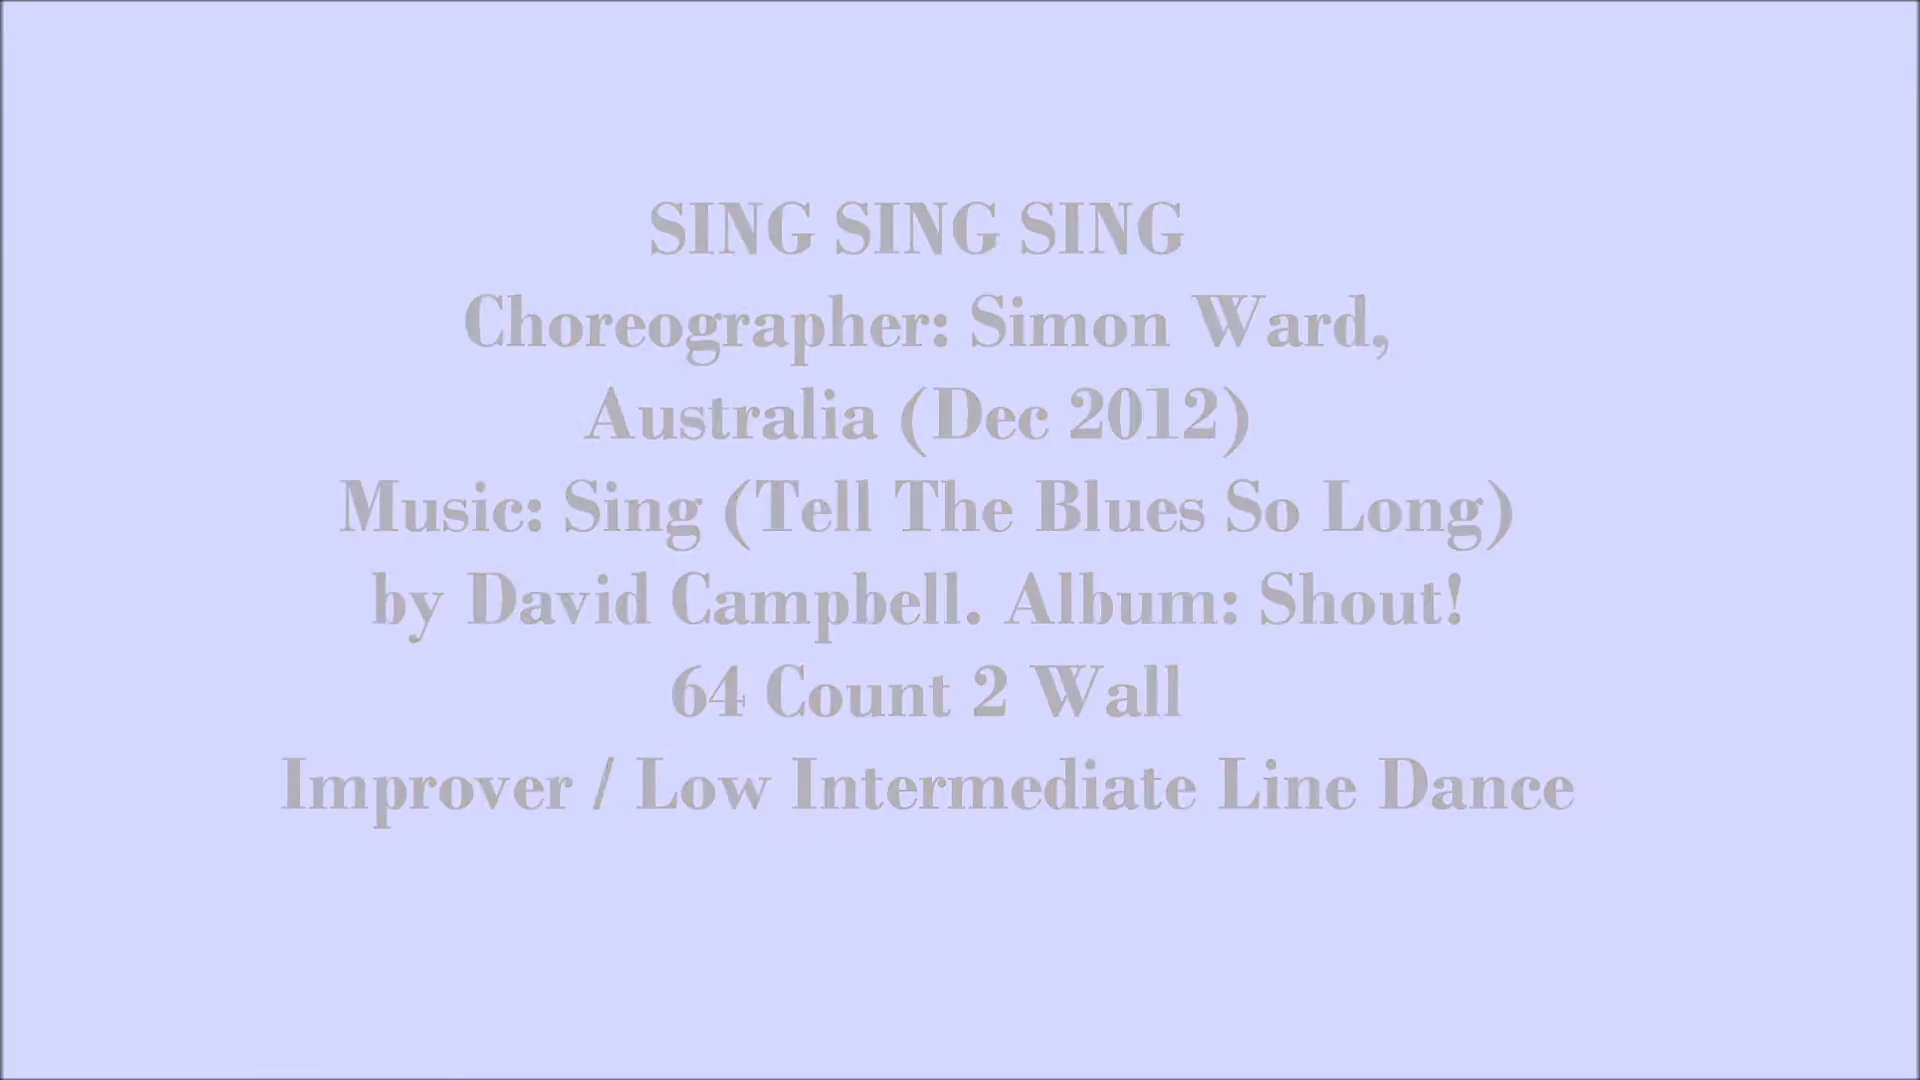 SING SING SING
Choreographer: Simon Ward,
Australia (Dec 2012)
Music: Sing (Tell The Blues So Long)
by David Campbell. Album: Shout!
64 Count 2 Wall
Improver / Low Intermediate Line Dance